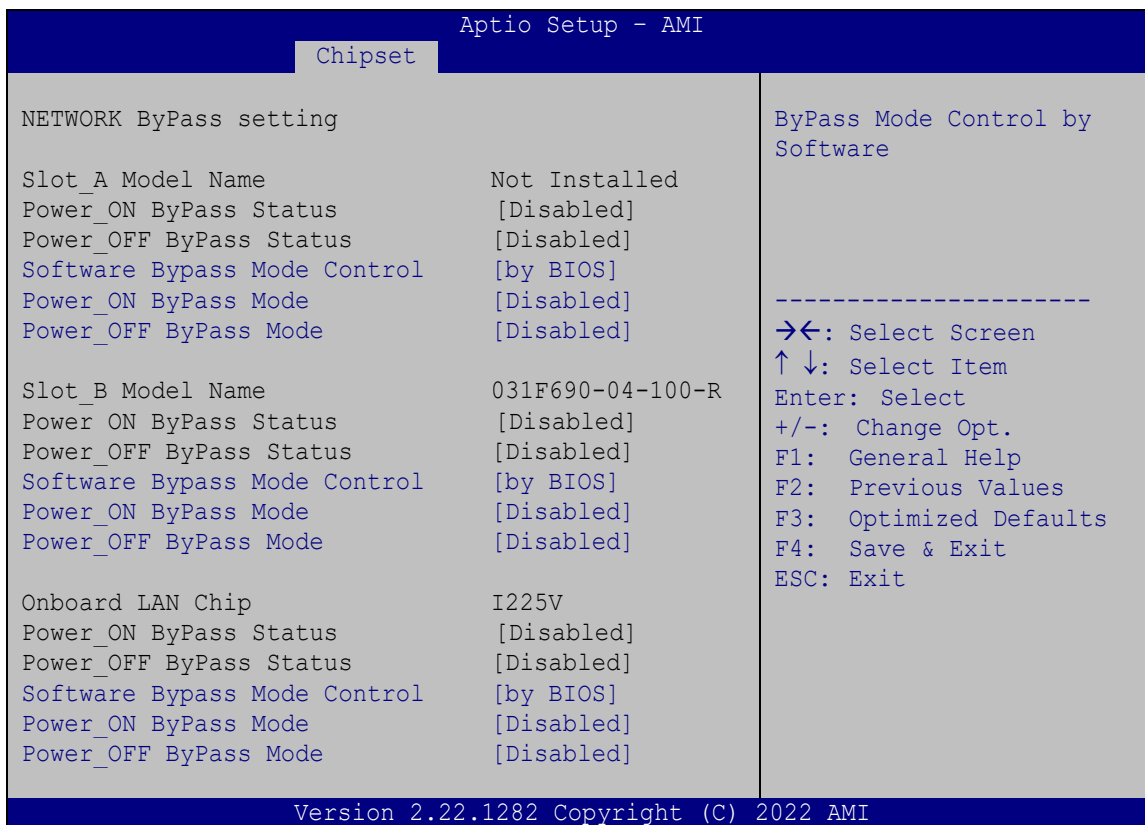 Aptio Setup – AMI
Chipset
NETWORK ByPass setting
Slot_A Model Name Not Installed
Power_ON ByPass Status [Disabled]
Power_OFF ByPass Status [Disabled]
Software Bypass Mode Control [by BIOS]
Power_ON ByPass Mode [Disabled]
Power_OFF ByPass Mode [Disabled]
Slot_B Model Name 031F690-04-100-R
Power ON ByPass Status [Disabled]
Power_OFF ByPass Status [Disabled]
Software Bypass Mode Control [by BIOS]
Power_ON ByPass Mode [Disabled]
Power_OFF ByPass Mode [Disabled]
Onboard LAN Chip I225V
Power_ON ByPass Status [Disabled]
Power_OFF ByPass Status [Disabled]
Software Bypass Mode Control [by BIOS]
Power_ON ByPass Mode [Disabled]
Power_OFF ByPass Mode [Disabled]
ByPass Mode Control by
Software
----------------------
→←: Select Screen
↑ ↓: Select Item
Enter: Select
+/-: Change Opt.
F1: General Help
F2: Previous Values
F3: Optimized Defaults
F4: Save & Exit
ESC: Exit
Version 2.22.1282 Copyright (C) 2022 AMI